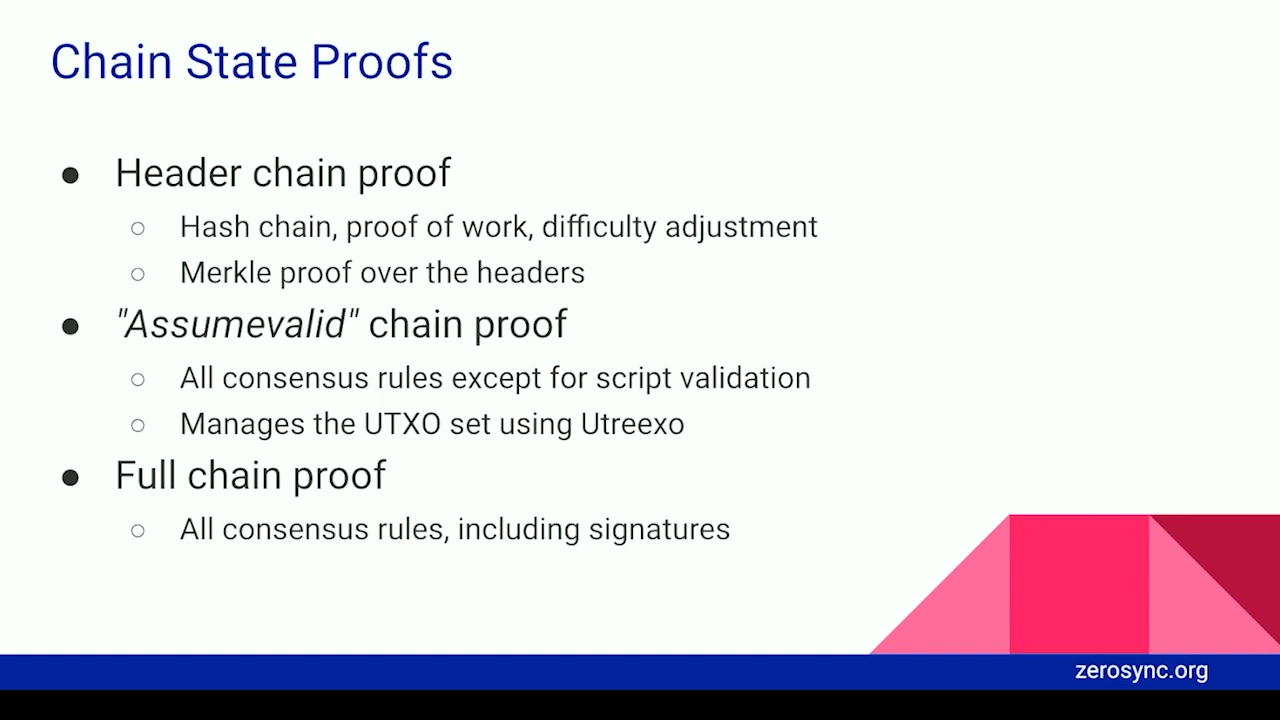 Chain State Proofs
● Header chain proof
○ Hash chain, proof of work, difficulty adjustment
○ Merkle proof over the headers
● "Assumevalid" chain proof
○ All consensus rules except for script validation
○ Manages the UTXO set using Utreexo
● Full chain proof
○ All consensus rules, including signatures
zerosync.org